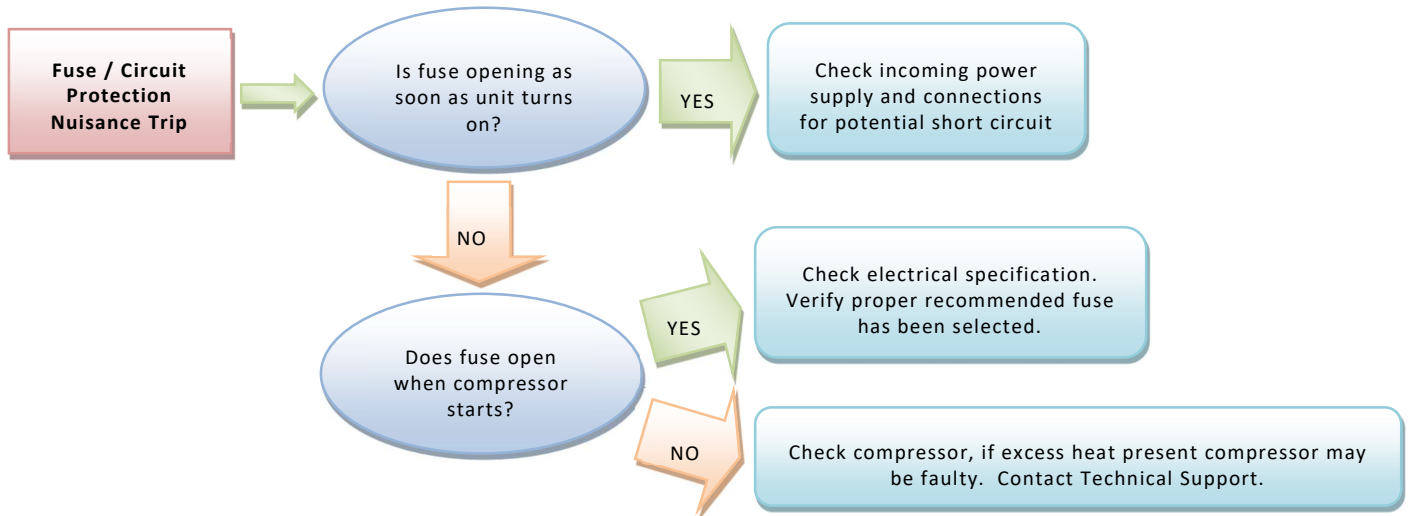 Fuse / Circuit
Protection
Nuisance Trip
Is fuse opening as
soon as unit turns
on?
YES
Check incoming power
supply and connections
for potential short circuit
NO
Does fuse open
when compressor
starts?
YES
Check electrical specification.
Verify proper recommended fuse
has been selected.
NO
Check compressor, if excess heat present compressor may
be faulty. Contact Technical Support.